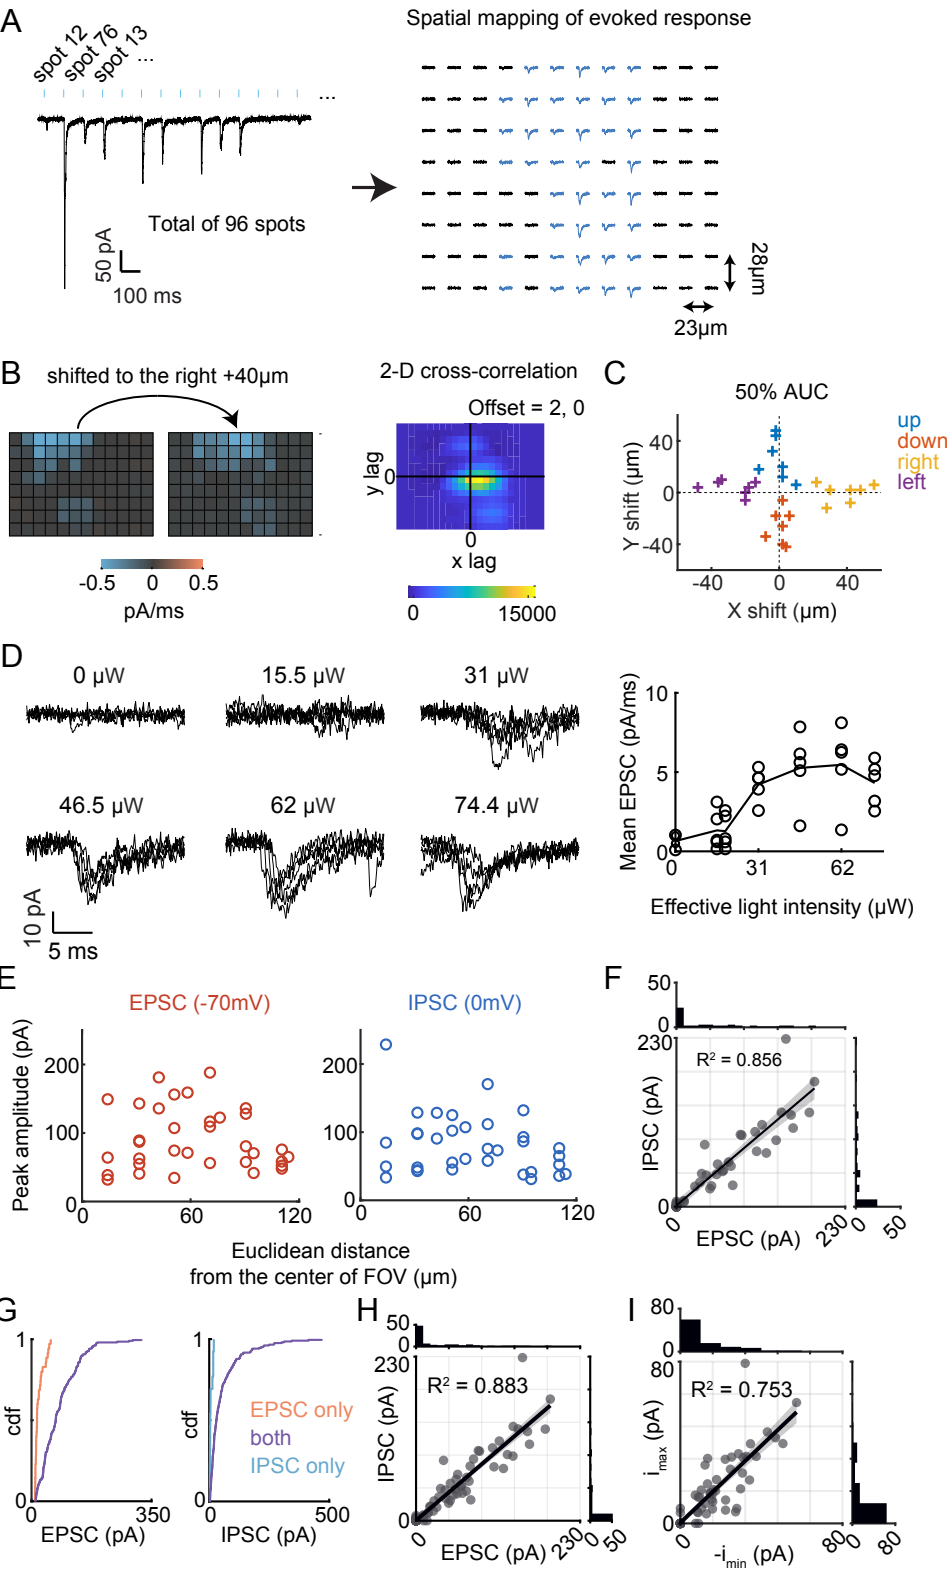 A
Spatial mapping of evoked response
spot 12
spot 76
spot 13
...
...
Total of 96 spots
50 pA
100 ms
28µm
23µm
B
shifted to the right +40µm
-0.5 0 0.5
pA/ms
2-D cross-correlation
Offset = 2, 0
y lag
0
0
x lag
0 15000
C
50% AUC
up
down
right
left
Y shift (µm)
40
0
-40
-40 0 40
X shift (µm)
D
0 µW
15.5 µW
31 µW
46.5 µW
62 µW
74.4 µW
10 pA
5 ms
Mean EPSC (pA/ms)
10
5
0
0 31 62
Effective light intensity (µW)
E
EPSC (-70mV)
IPSC (0mV)
Peak amplitude (pA)
200
100
0
0 60 120
200
100
0
0 60 120
Euclidean distance
from the center of FOV (µm)
F
50
0
230
R² = 0.856
IPSC (pA)
0
0 230
EPSC (pA)
0 50
G
1
cdf
0
0 350
EPSC (pA)
1
cdf
0
0 500
IPSC (pA)
EPSC only
both
IPSC only
H
50
0
230
R² = 0.883
IPSC (pA)
0
0 230
EPSC (pA)
0 50
I
80
0
80
R² = 0.753
imax (pA)
0
0 80
-imin (pA)
0 80